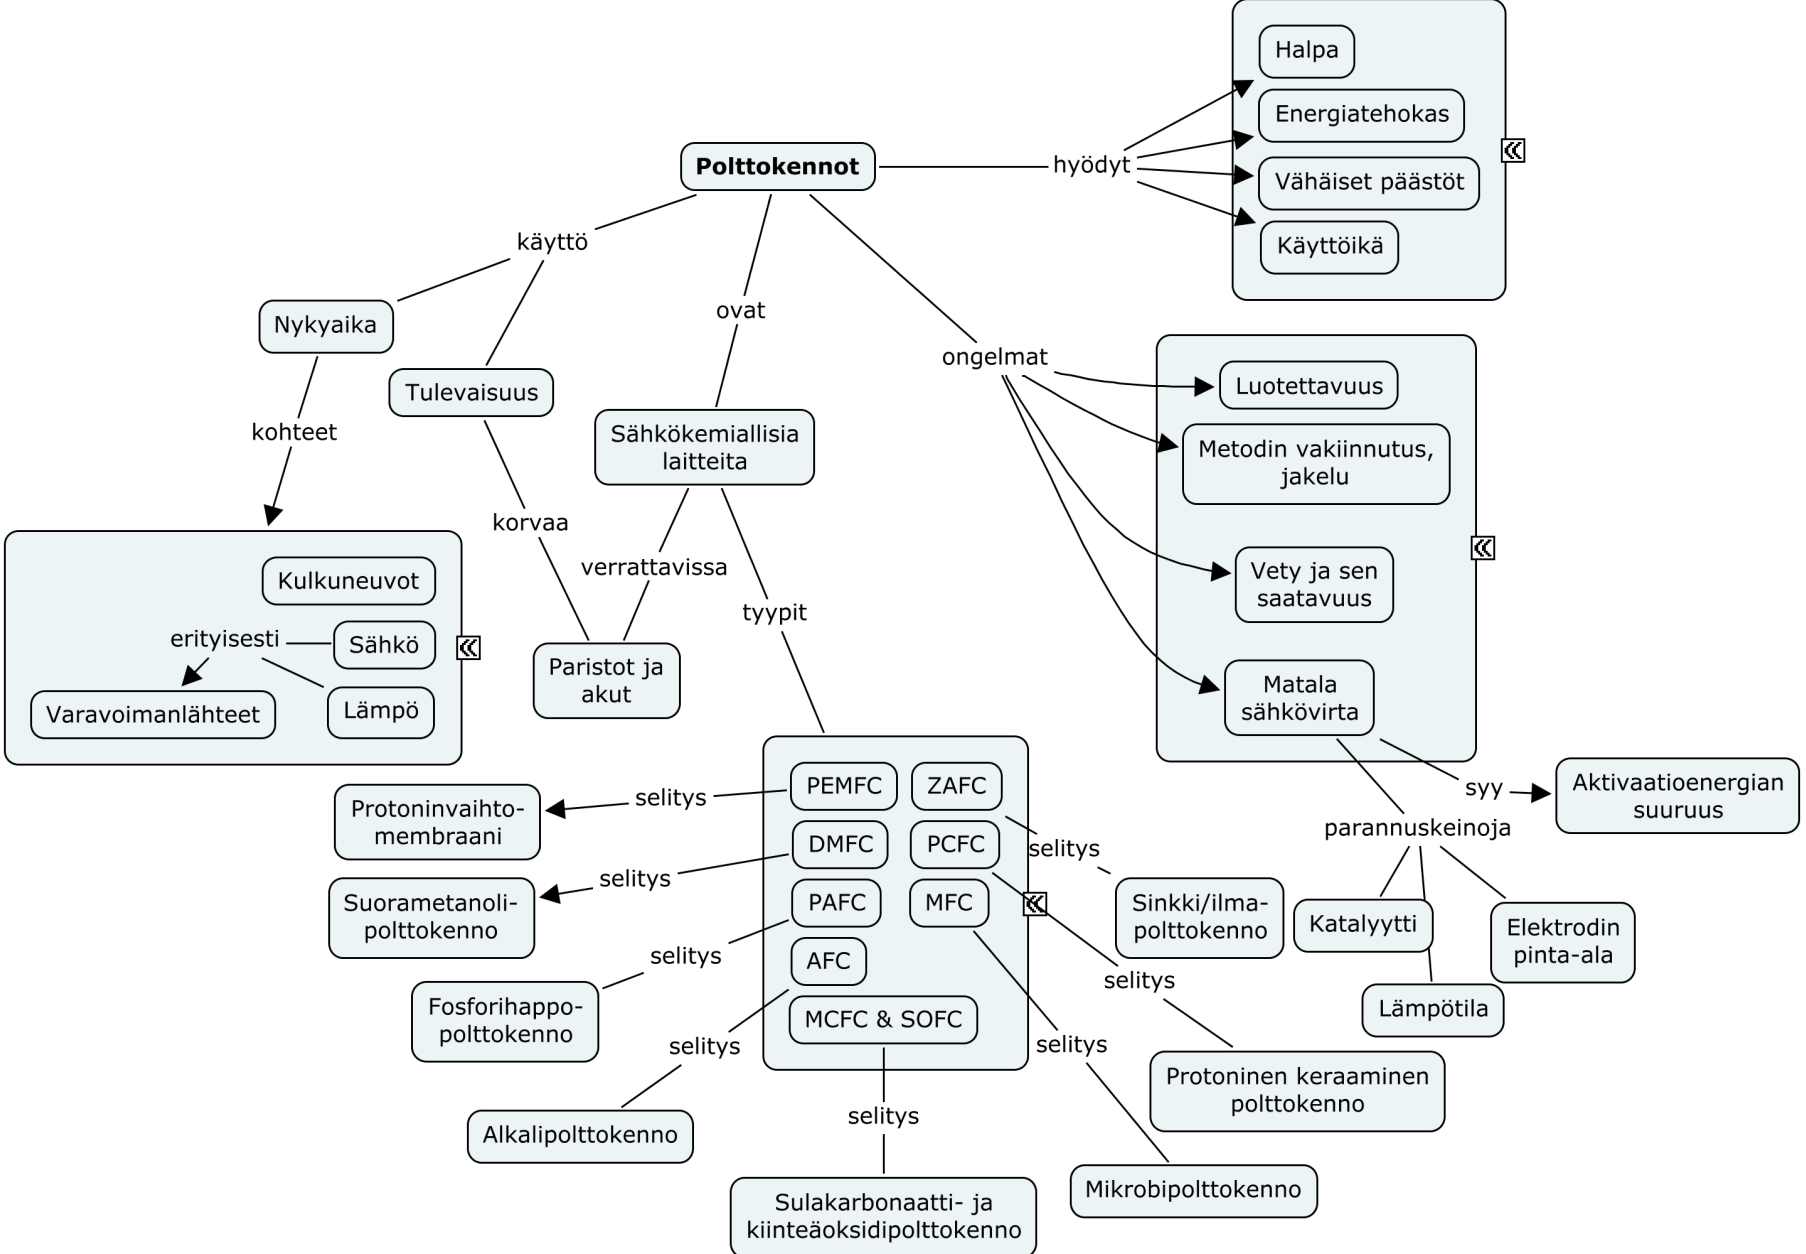 Halpa
Energiatehokas
Vähäiset päästöt
Käyttöikä
Polttokennot
hyödyt
käyttö
ovat
ongelmat
Nykyaika
Tulevaisuus
kohteet
korvaa
Sähkökemiallisia
laitteita
verrattavissa
tyypit
Luotettavuus
Metodin vakiinnutus,
jakelu
Vety ja sen
saatavuus
Matala
sähkövirta
Kulkuneuvot
erityisesti
Sähkö
Varavoimanlähteet
Lämpö
Paristot ja
akut
syy
Aktivaatioenergian
suuruus
parannuskeinoja
Katalyytti
Elektrodin
pinta-ala
Lämpötila
PEMFC
ZAFC
DMFC
PCFC
PAFC
MFC
AFC
MCFC & SOFC
selitys
Protoninvaihto-
membraani
selitys
Suorametanoli-
polttokenno
selitys
Fosforihappo-
polttokenno
selitys
Alkalipolttokenno
selitys
Sulakarbonaatti- ja
kiinteäoksidipolttokenno
selitys
Sinkki/ilma-
polttokenno
selitys
Protoninen keraaminen
polttokenno
selitys
Mikrobipolttokenno